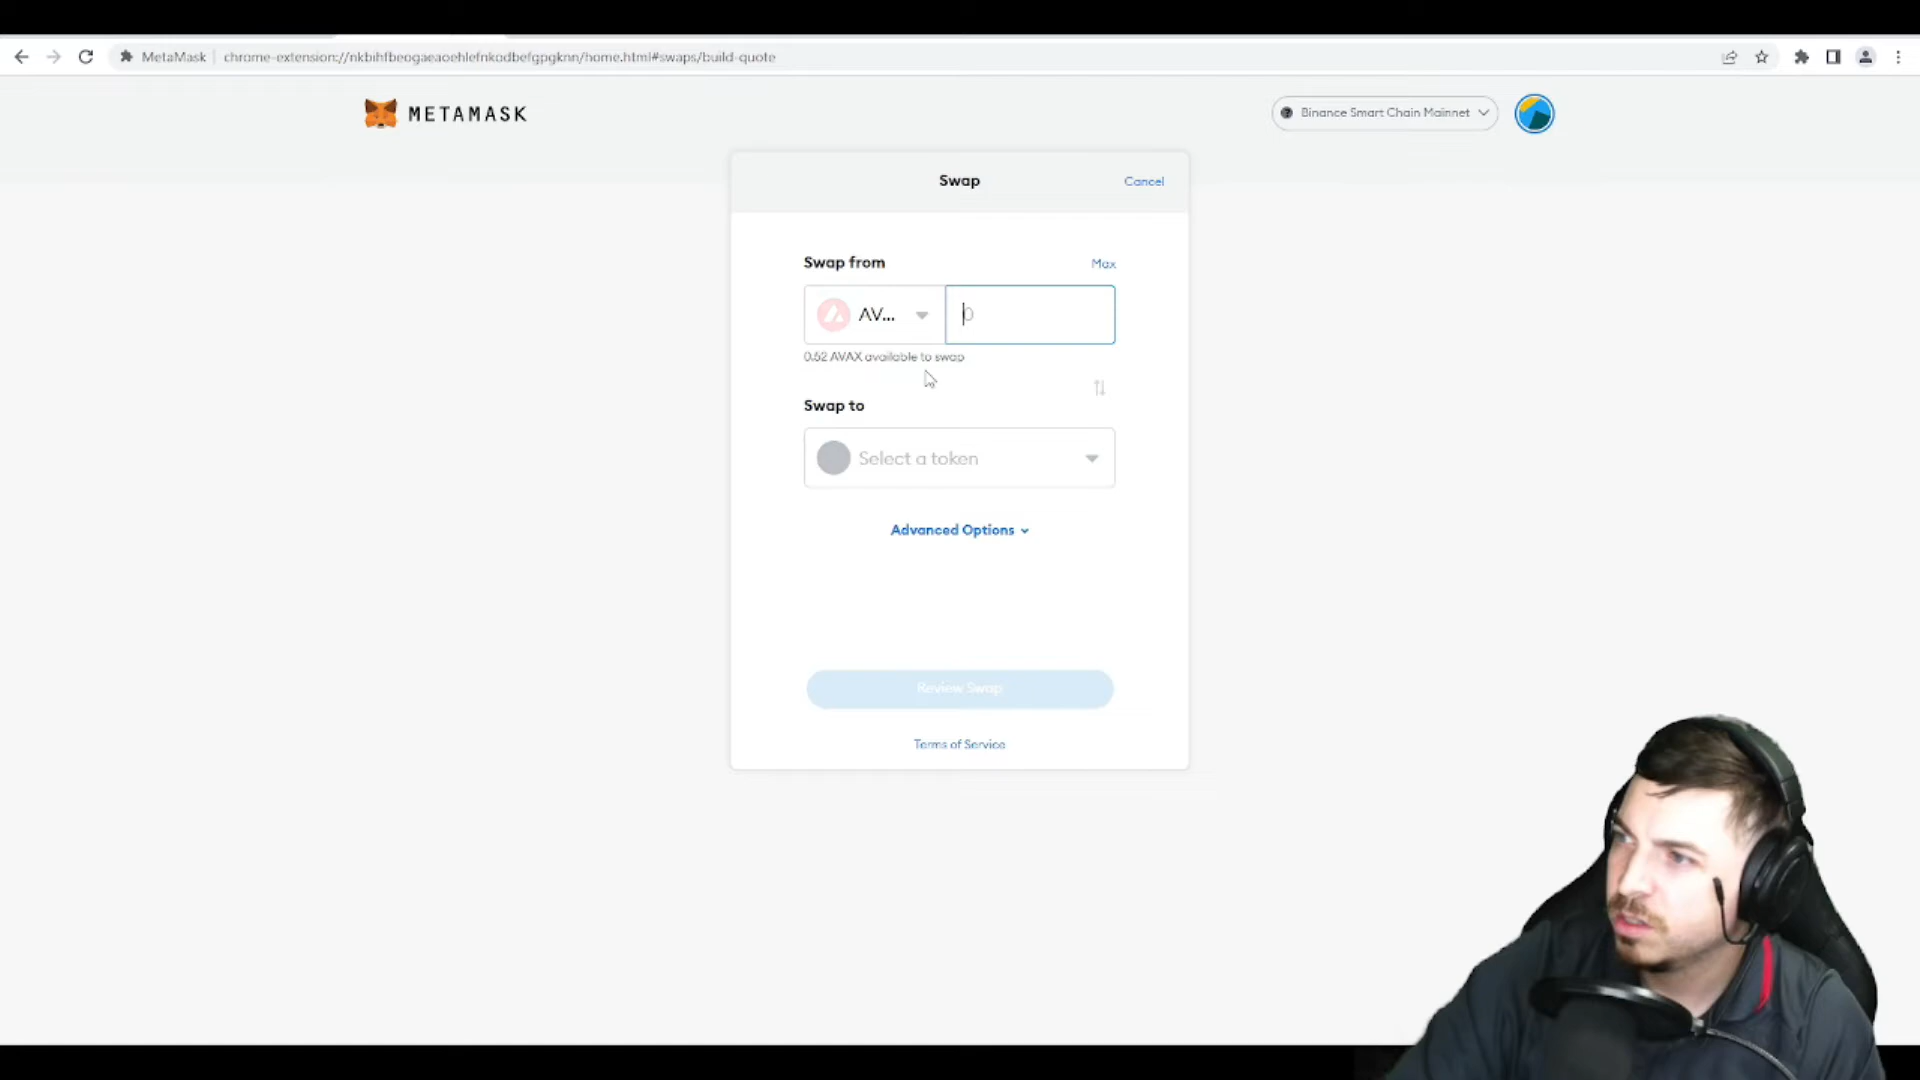 MetaMask
chrome-extension://nkbihfbeogaeaoehlefnkodbefgpgknn/home.html#swaps/build-quote
METAMASK
Binance Smart Chain Mainnet
Swap
Cancel
Swap from
Max
AV...
0
0.52 AVAX available to swap
Swap to
Select a token
Advanced Options
Review Swap
Terms of Service